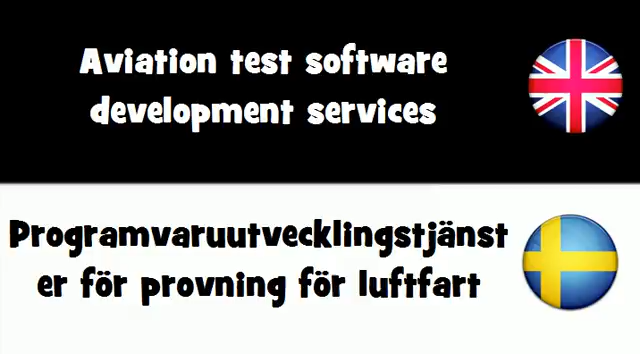 Aviation test software
development services
Programvaruutvecklingstjänst
er för provning för luftfart